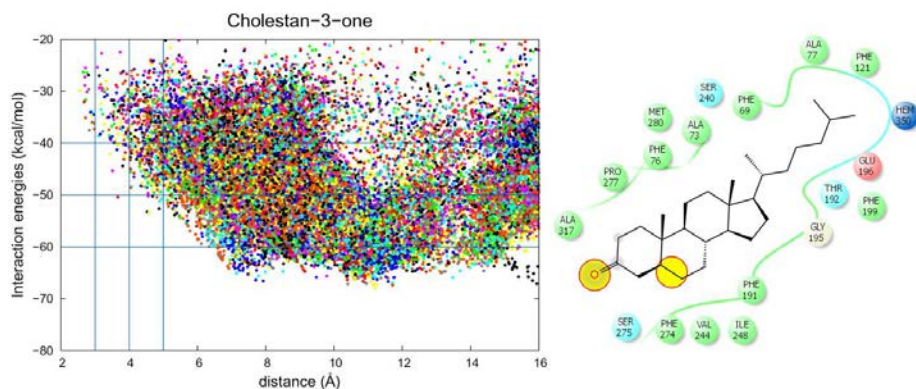 Cholestan-3-one
Interaction energies (kcal/mol)
-20
-30
-40
-50
-60
-70
-80
2 4 6 8 10 12 14 16
distance (Å)
ALA 77
PHE 121
SER 240
PHE 69
HEM 350
MET 280
ALA 73
PHE 76
GLU 196
PRO 277
THR 192
PHE 199
ALA 317
GLY 195
O
PHE 191
SER 275
PHE 274
VAL 244
ILE 248